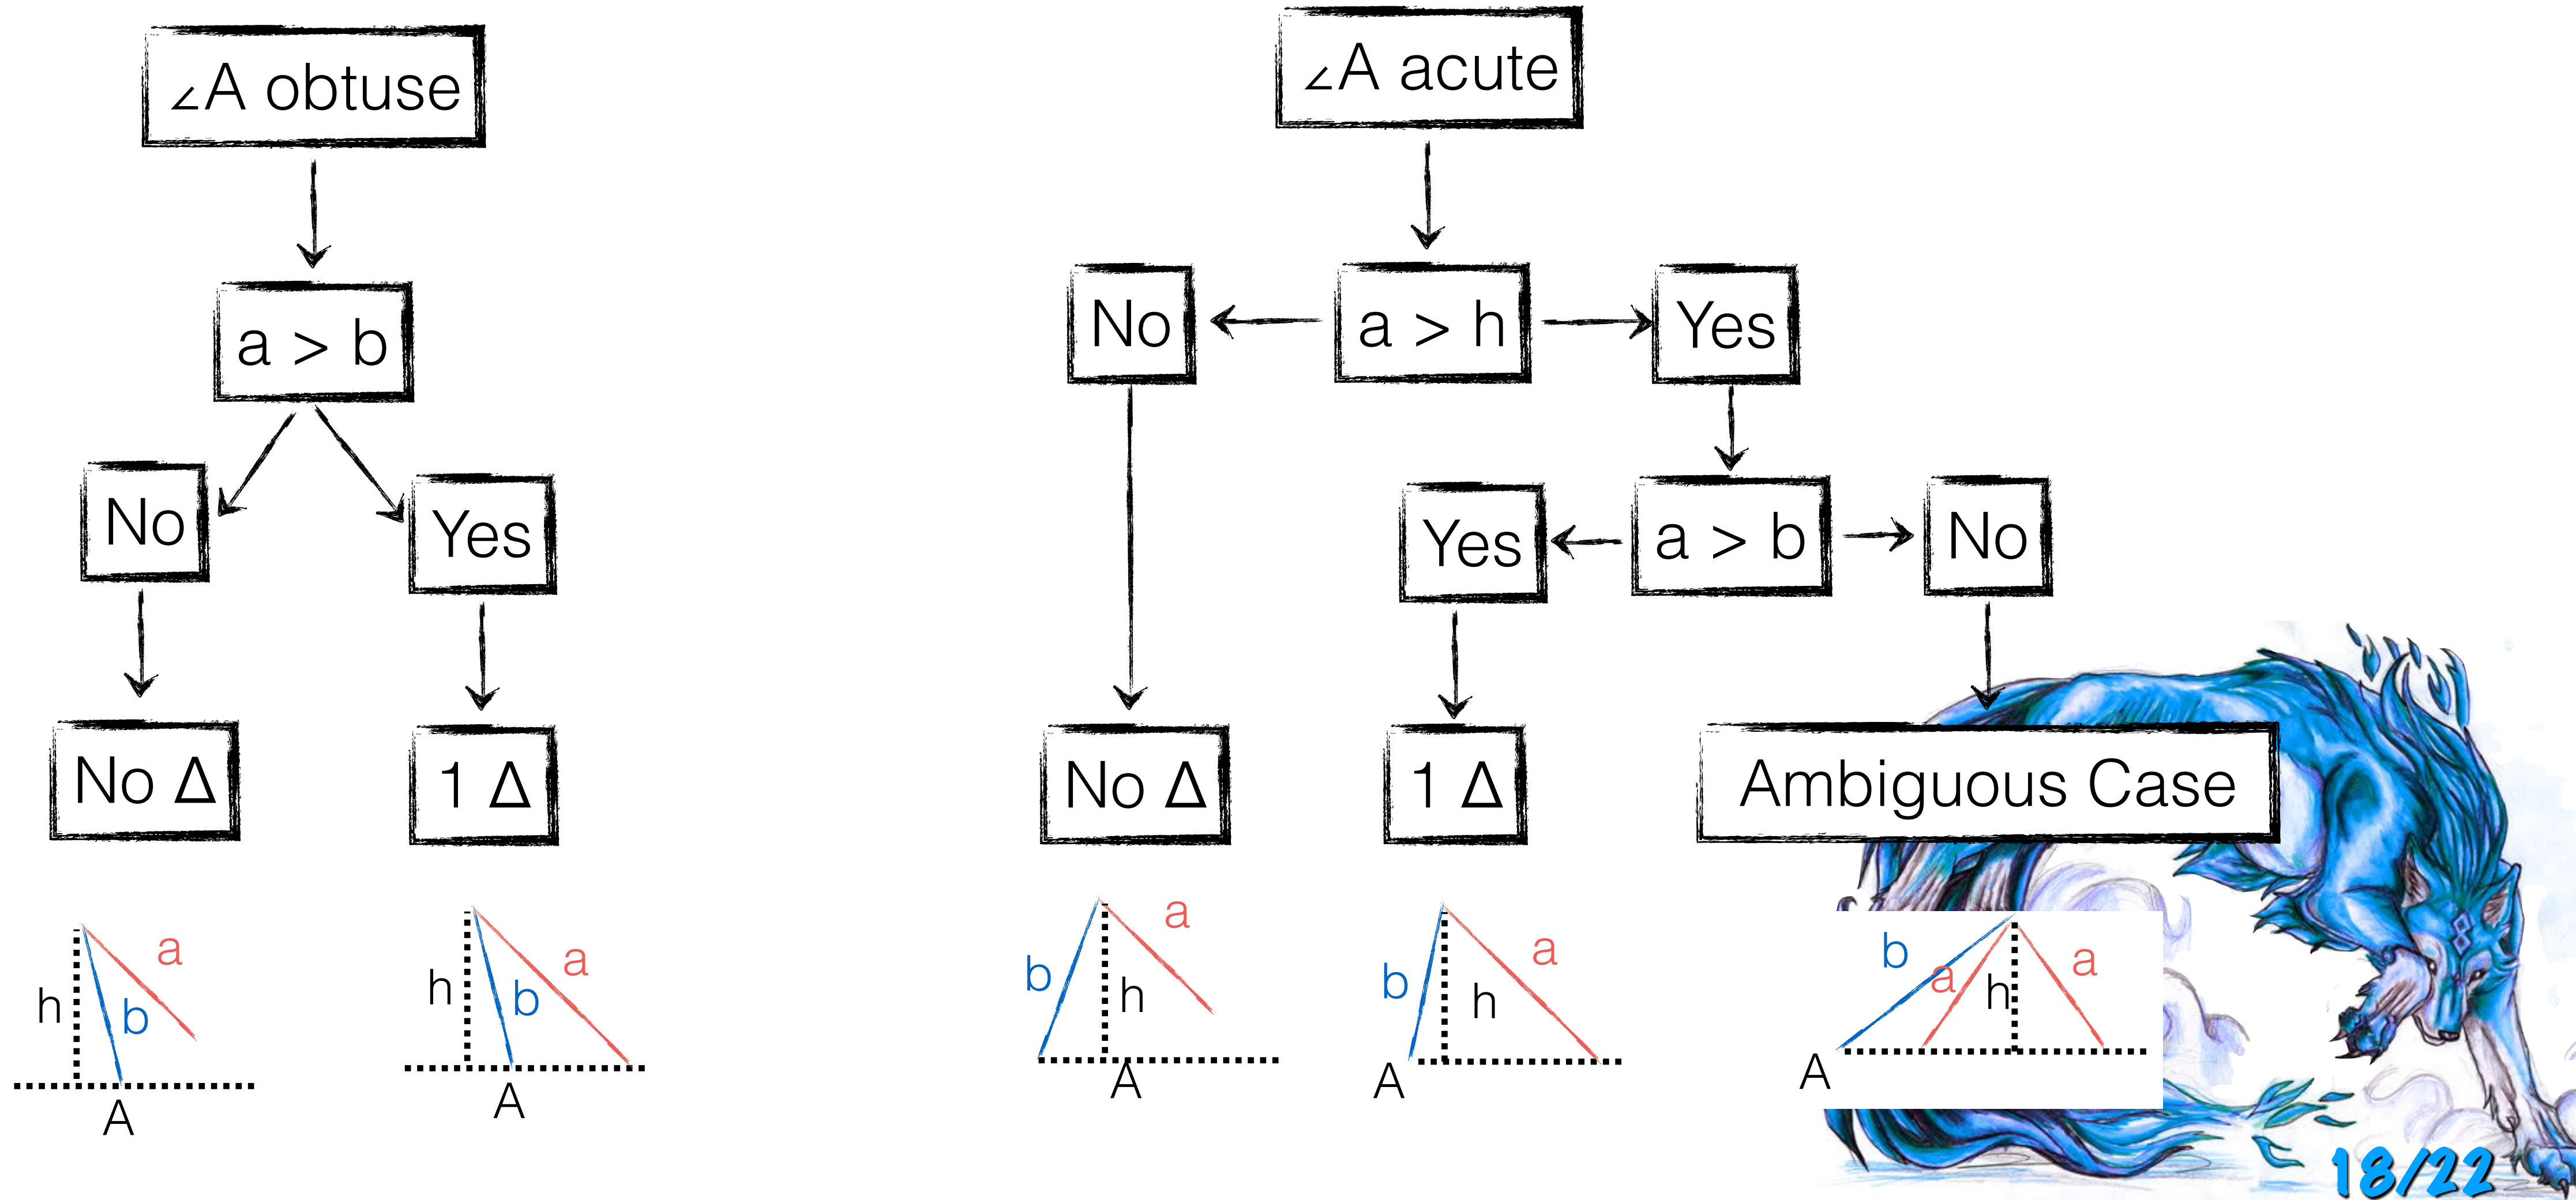 ∠A obtuse
a > b
No
Yes
No Δ
1 Δ
h
b
a
A
h
b
a
A
∠A acute
No
a > h
Yes
Yes
a > b
No
No Δ
1 Δ
Ambiguous Case
b
h
a
A
b
h
a
A
b
a
h
a
A
18/22